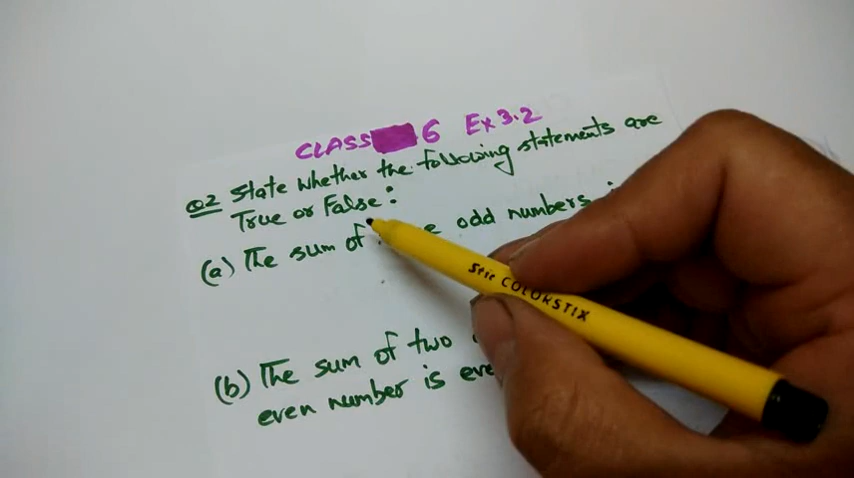 CLASS 6 Ex 3.2
Q2 State whether the following statements are
True or False:
(a) The sum of odd numbers
(b) The sum of two
even number is eve
Stic COLORSTIX